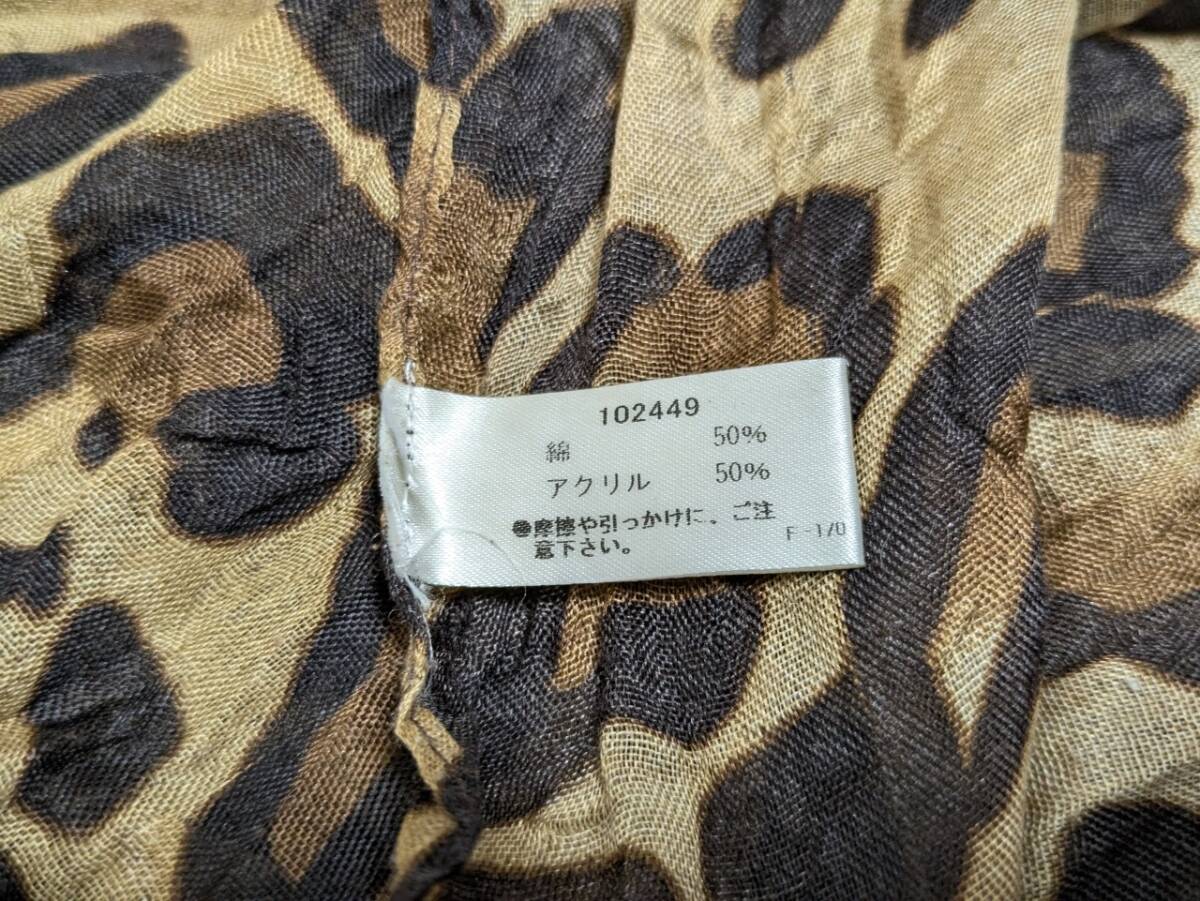 102449
綿 50%
アクリル 50%
●摩擦や引っかけに、ご注
意下さい。
F-170